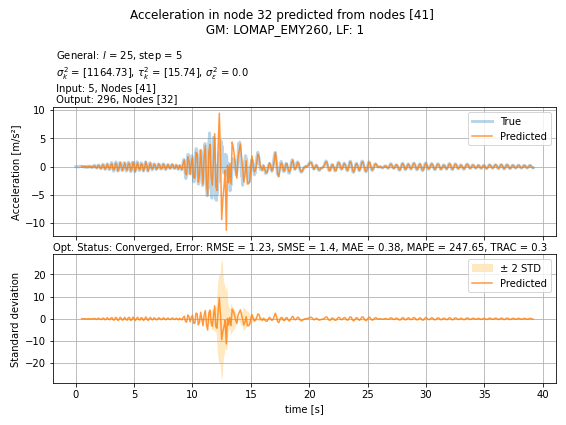 Acceleration in node 32 predicted from nodes [41]
GM: LOMAP_EMY260, LF: 1
General: l = 25, step = 5
σ²ₖ = [1164.73], τ²ₖ = [15.74], σ²ₑ = 0.0
Input: 5, Nodes [41]
Output: 296, Nodes [32]
10
5
0
−5
−10
Acceleration [m/s²]
True
Predicted
Opt. Status: Converged, Error: RMSE = 1.23, SMSE = 1.4, MAE = 0.38, MAPE = 247.65, TRAC = 0.3
20
10
0
−10
−20
Standard deviation
± 2 STD
Predicted
0 5 10 15 20 25 30 35 40
time [s]